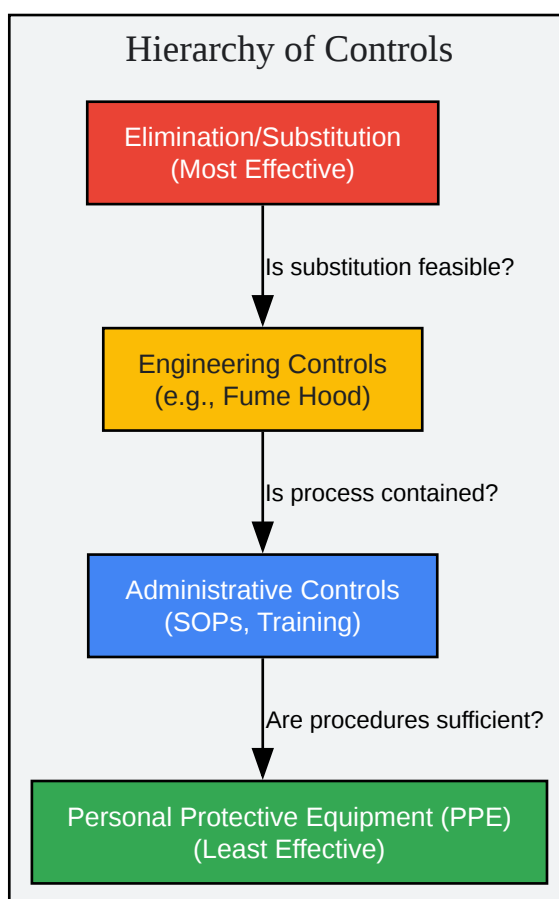 Hierarchy of Controls
Elimination/Substitution
(Most Effective)
Is substitution feasible?
Engineering Controls
(e.g., Fume Hood)
Is process contained?
Administrative Controls
(SOPs, Training)
Are procedures sufficient?
Personal Protective Equipment (PPE)
(Least Effective)